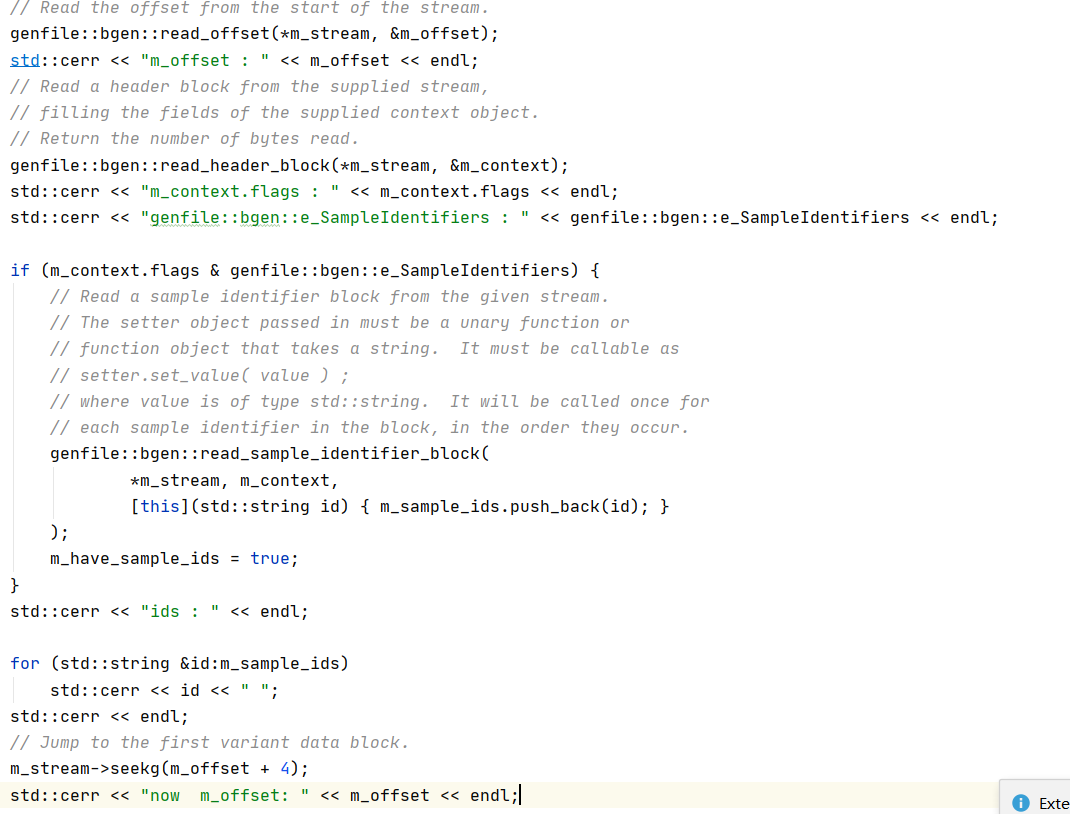 // Read the offset from the start of the stream.
genfile::bgen::read_offset(*m_stream, &m_offset);
std::cerr << "m_offset : " << m_offset << endl;
// Read a header block from the supplied stream,
// filling the fields of the supplied context object.
// Return the number of bytes read.
genfile::bgen::read_header_block(*m_stream, &m_context);
std::cerr << "m_context.flags : " << m_context.flags << endl;
std::cerr << "genfile::bgen::e_SampleIdentifiers : " << genfile::bgen::e_SampleIdentifiers << endl;

if (m_context.flags & genfile::bgen::e_SampleIdentifiers) {
    // Read a sample identifier block from the given stream.
    // The setter object passed in must be a unary function or
    // function object that takes a string.  It must be callable as
    // setter.set_value( value ) ;
    // where value is of type std::string.  It will be called once for
    // each sample identifier in the block, in the order they occur.
    genfile::bgen::read_sample_identifier_block(
            *m_stream, m_context,
            [this](std::string id) { m_sample_ids.push_back(id); }
    );
    m_have_sample_ids = true;
}
std::cerr << "ids : " << endl;

for (std::string &id:m_sample_ids)
    std::cerr << id << " ";
std::cerr << endl;
// Jump to the first variant data block.
m_stream->seekg(m_offset + 4);
std::cerr << "now  m_offset: " << m_offset << endl;
Exte